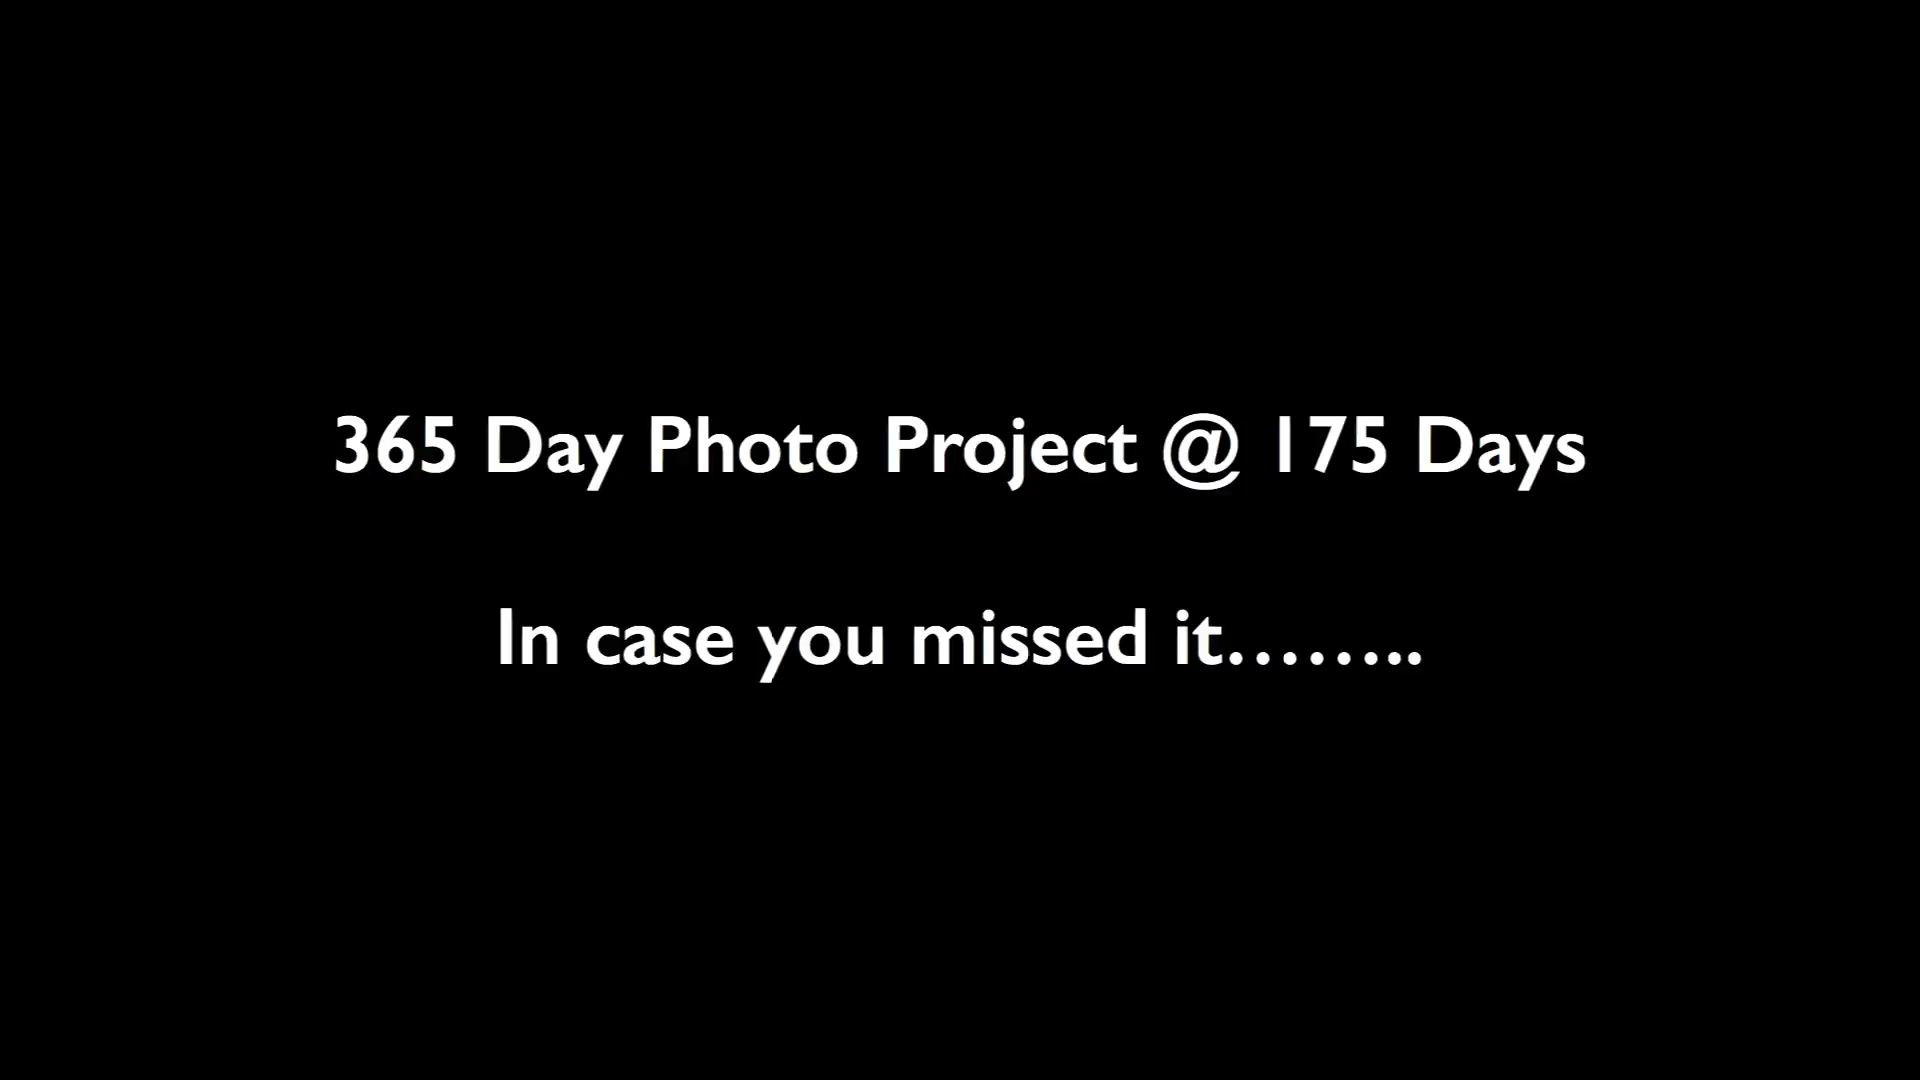 365 Day Photo Project @ 175 Days
In case you missed it……..